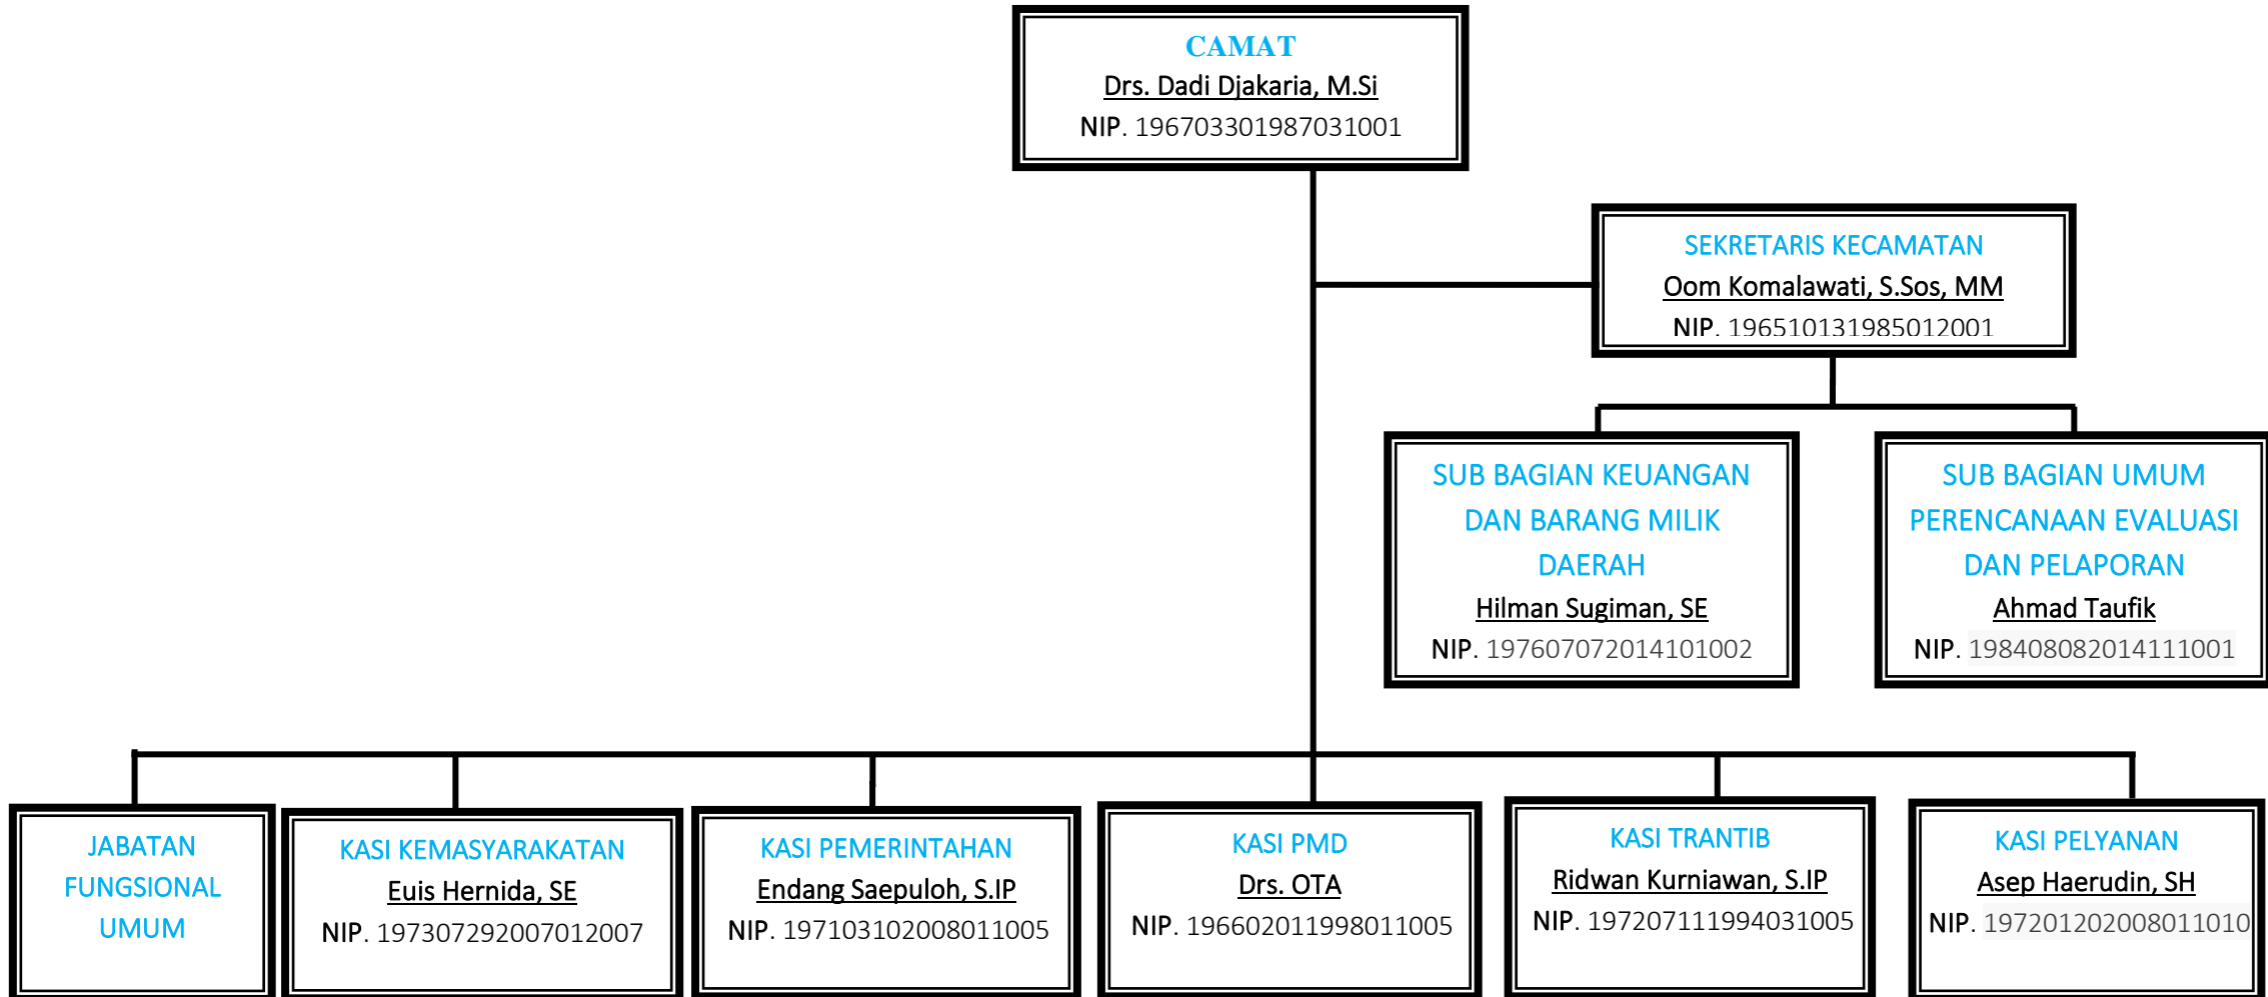 CAMAT
Drs. Dadi Djakaria, M.Si
NIP. 196703301987031001
SEKRETARIS KECAMATAN
Oom Komalawati, S.Sos, MM
NIP. 196510131985012001
SUB BAGIAN KEUANGAN
DAN BARANG MILIK
DAERAH
Hilman Sugiman, SE
NIP. 197607072014101002
SUB BAGIAN UMUM
PERENCANAAN EVALUASI
DAN PELAPORAN
Ahmad Taufik
NIP. 198408082014111001
JABATAN
FUNGSIONAL
UMUM
KASI KEMASYARAKATAN
Euis Hernida, SE
NIP. 197307292007012007
KASI PEMERINTAHAN
Endang Saepuloh, S.IP
NIP. 197103102008011005
KASI PMD
Drs. OTA
NIP. 196602011998011005
KASI TRANTIB
Ridwan Kurniawan, S.IP
NIP. 197207111994031005
KASI PELYANAN
Asep Haerudin, SH
NIP. 197201202008011010